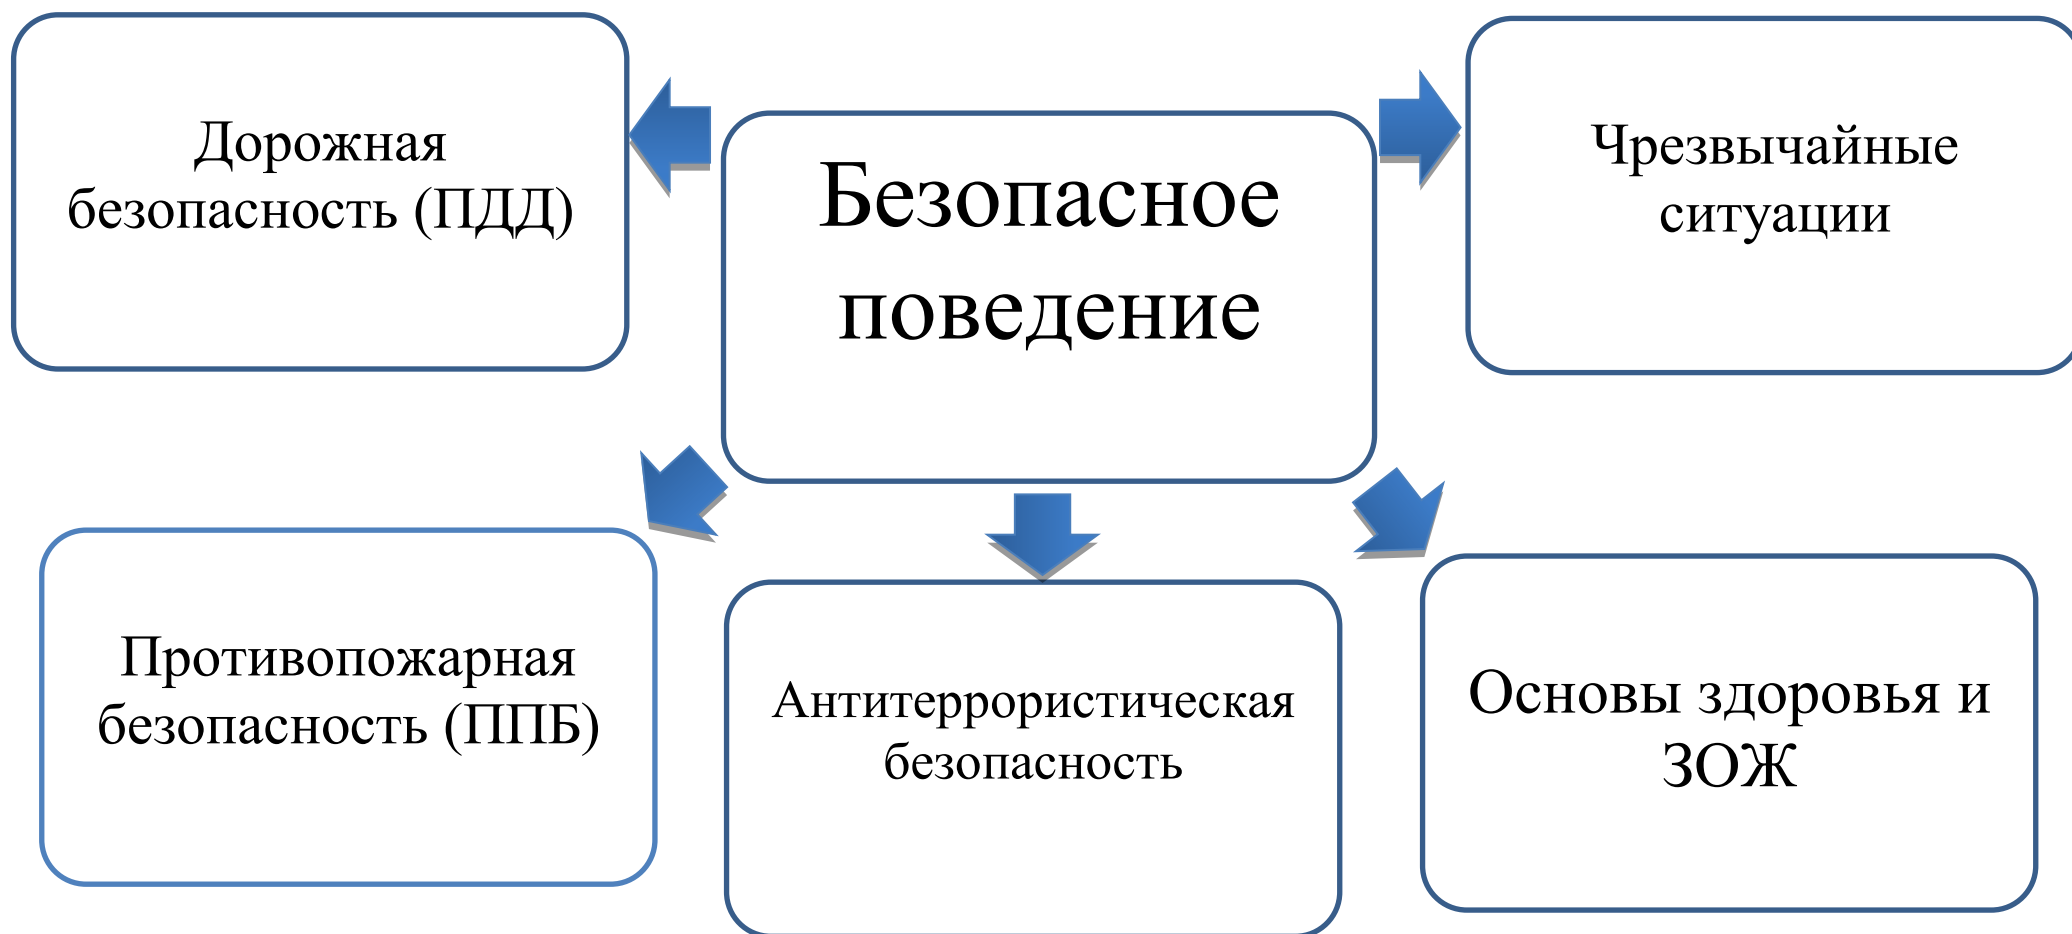 Дорожная
безопасность (ПДД)
Безопасное
поведение
Чрезвычайные
ситуации
Противопожарная
безопасность (ППБ)
Антитеррористическая
безопасность
Основы здоровья и
ЗОЖ